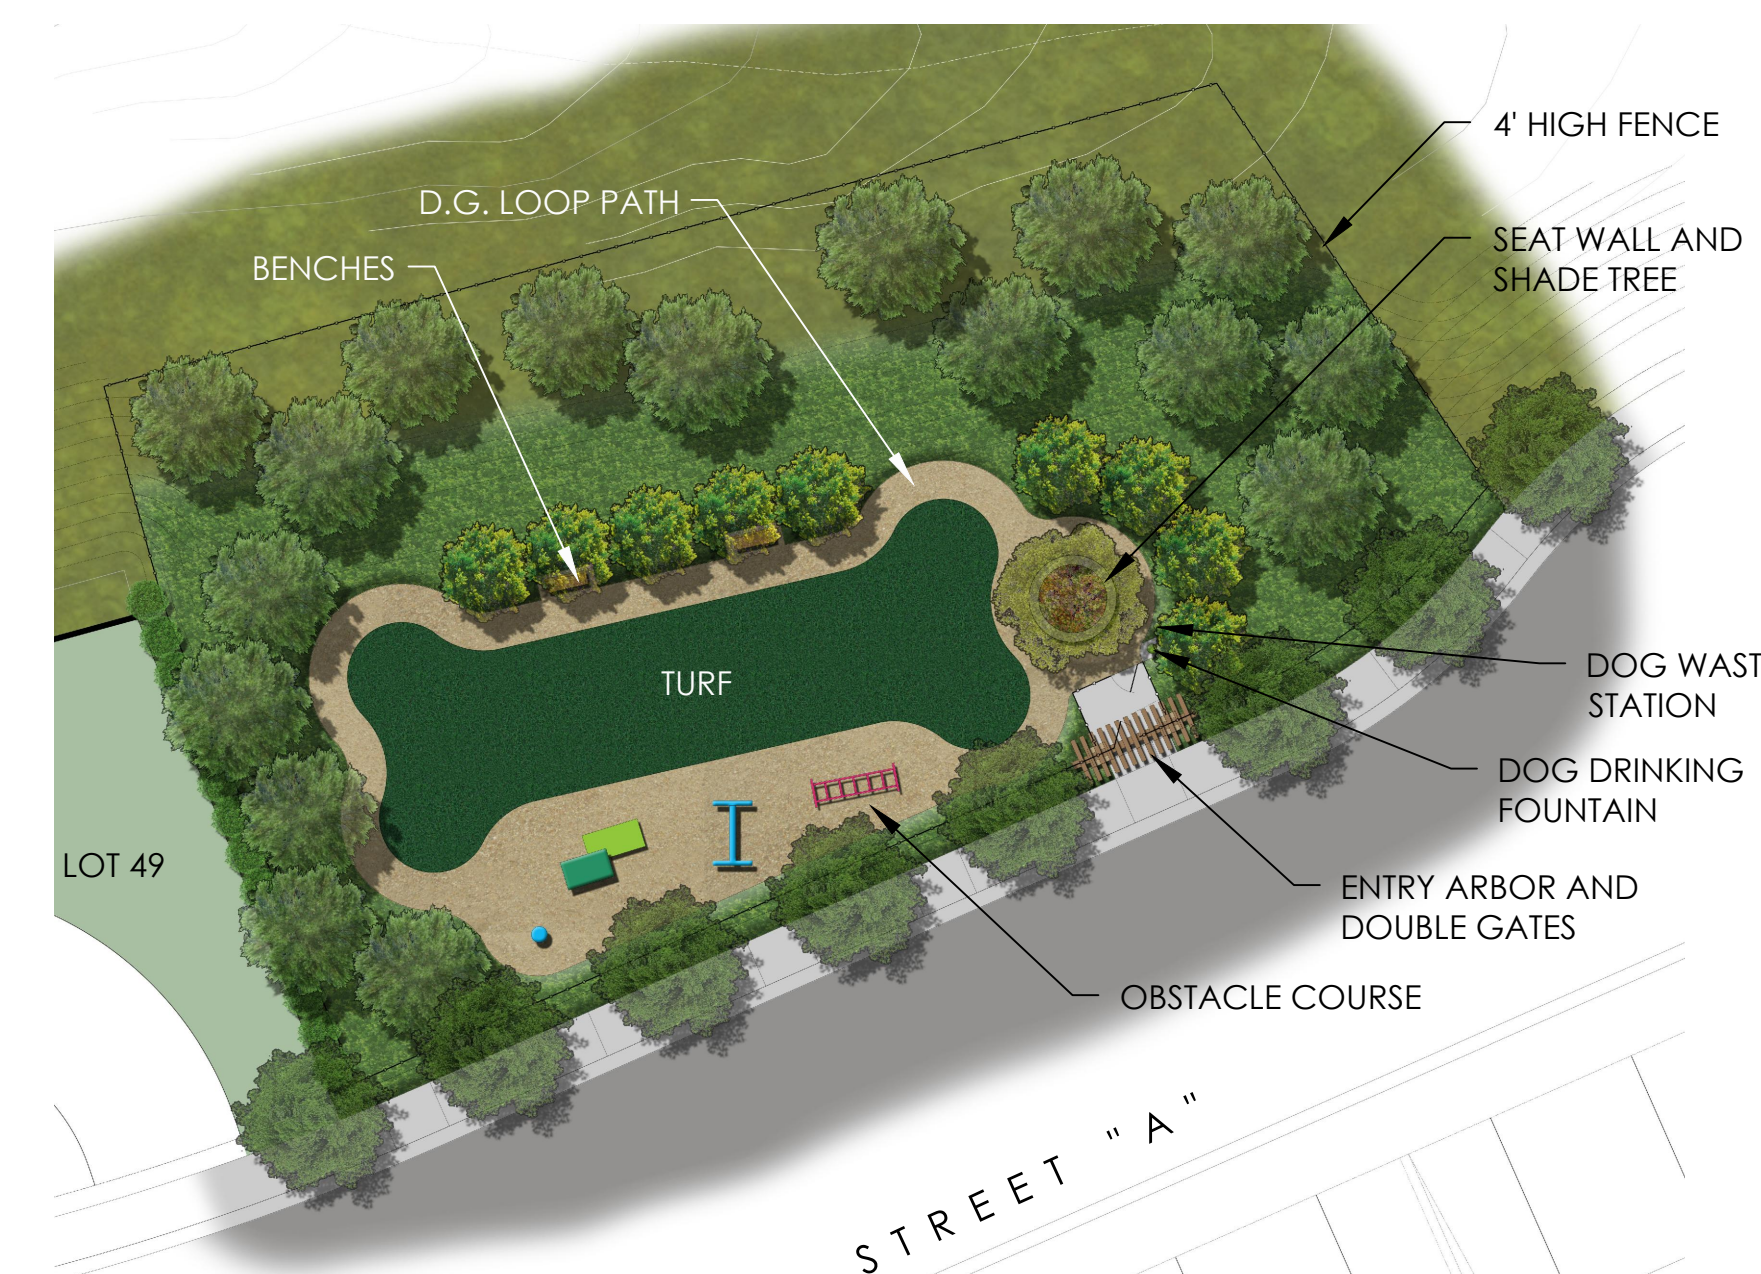 4' HIGH FENCE
D.G. LOOP PATH
SEAT WALL AND
SHADE TREE
BENCHES
TURF
DOG WAST
STATION
DOG DRINKING
FOUNTAIN
LOT 49
ENTRY ARBOR AND
DOUBLE GATES
OBSTACLE COURSE
STREET "A"